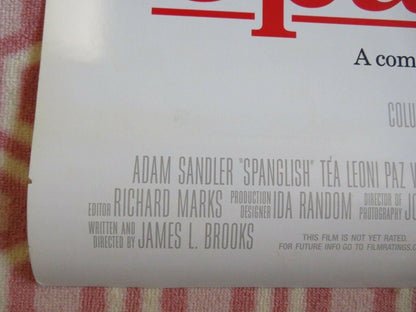 A com
COLU
ADAM SANDLER "SPANGLISH" TÉA LEONI PAZ V
EDITOR RICHARD MARKS PRODUCTION DESIGNER IDA RANDOM DIRECTOR OF PHOTOGRAPHY JO
WRITTEN AND DIRECTED BY JAMES L. BROOKS
THIS FILM IS NOT YET RATED.
FOR FUTURE INFO GO TO FILMRATINGS.C